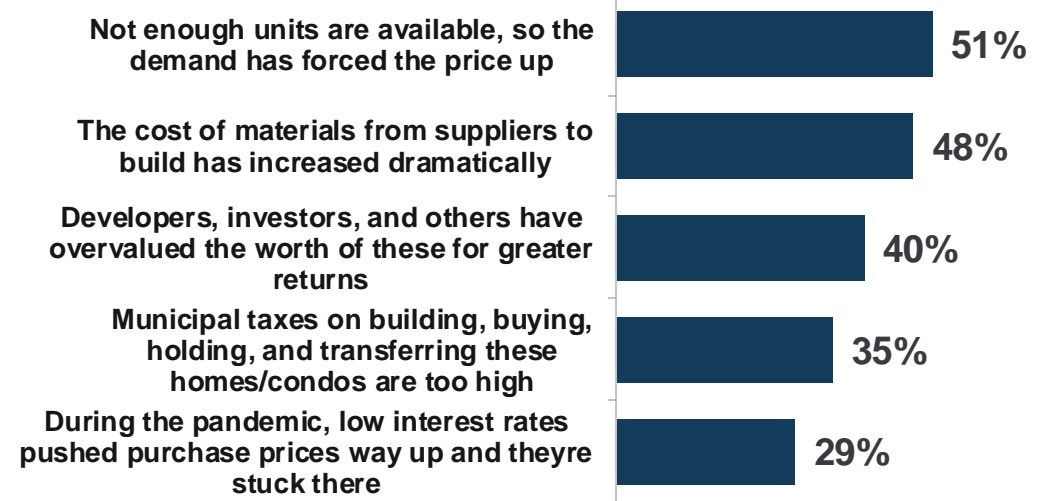 Not enough units are available, so the
demand has forced the price up
51%
The cost of materials from suppliers to
build has increased dramatically
48%
Developers, investors, and others have
overvalued the worth of these for greater
returns
40%
Municipal taxes on building, buying,
holding, and transferring these
homes/condos are too high
35%
During the pandemic, low interest rates
pushed purchase prices way up and theyre
stuck there
29%